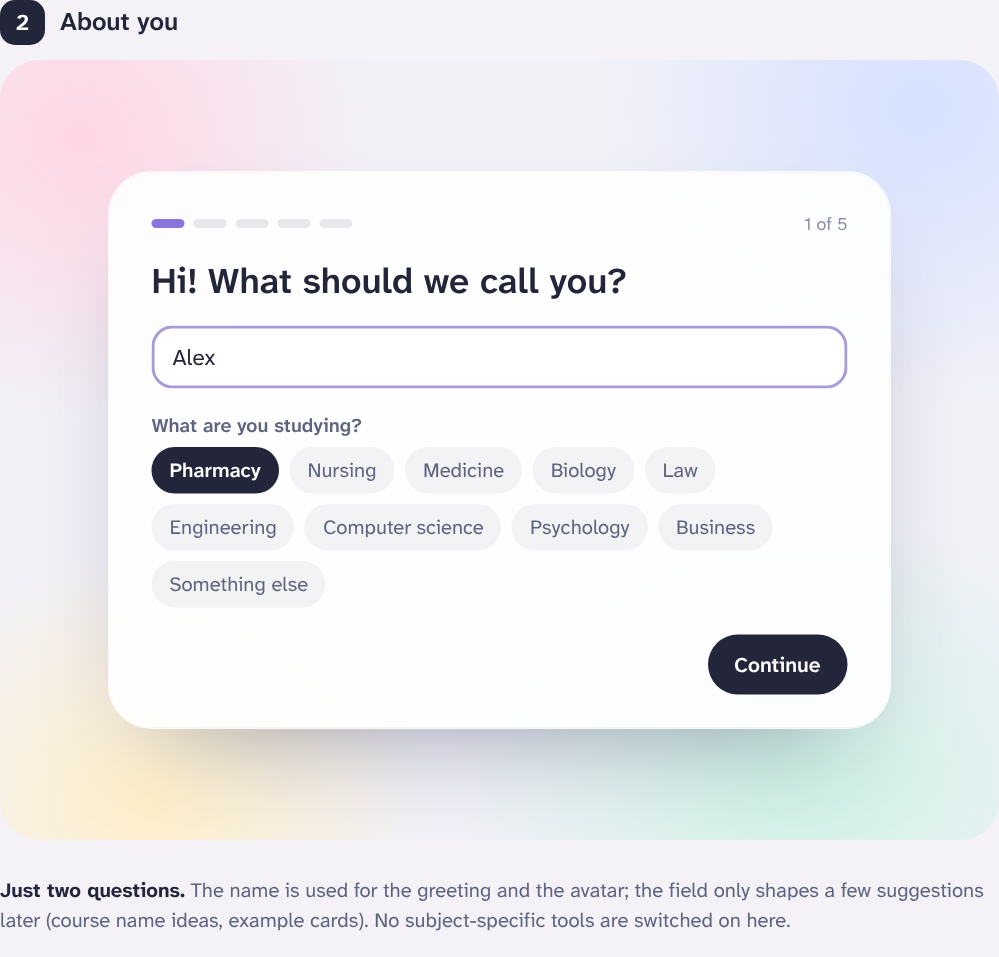 2 About you
1 of 5
Hi! What should we call you?
Alex
What are you studying?
Pharmacy Nursing Medicine Biology Law
Engineering Computer science Psychology Business
Something else
Continue
Just two questions. The name is used for the greeting and the avatar; the field only shapes a few suggestions
later (course name ideas, example cards). No subject-specific tools are switched on here.